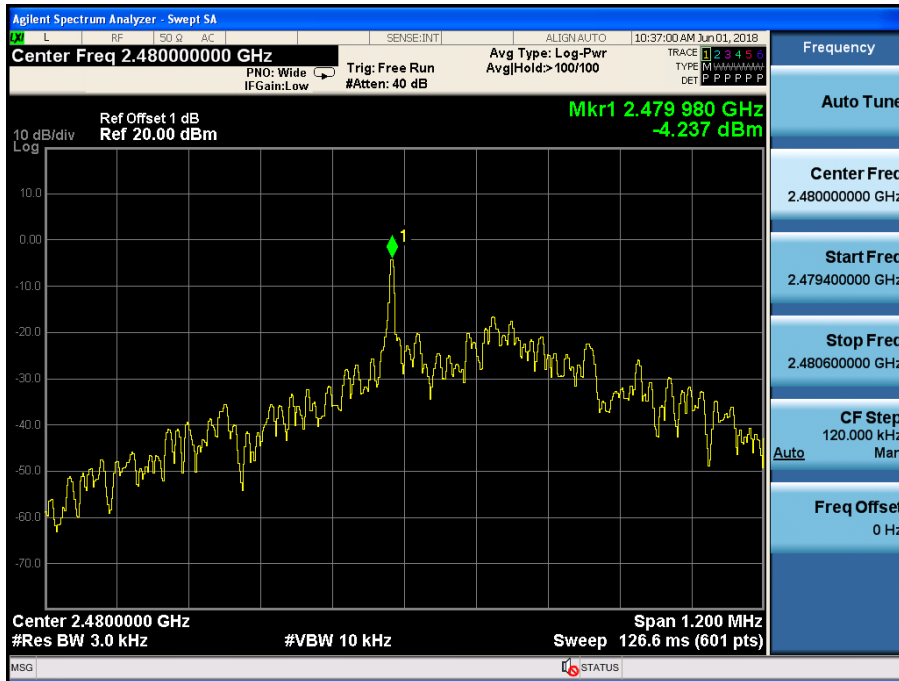 Agilent Spectrum Analyzer - Swept SA
LXI L RF 50 Ω AC SENSE:INT ALIGN AUTO 10:37:00 AM Jun 01, 2018
Center Freq 2.480000000 GHz
PNO: Wide
IFGain:Low
Trig: Free Run
#Atten: 40 dB
Avg Type: Log-Pwr
Avg|Hold:>100/100
TRACE 1 2 3 4 5 6
TYPE M WWWWW
DET P P P P P P
Frequency
Auto Tune
Mkr1 2.479 980 GHz
-4.237 dBm
Ref Offset 1 dB
10 dB/div Ref 20.00 dBm
Log
1
10.0
0.00
-10.0
-20.0
-30.0
-40.0
-50.0
-60.0
-70.0
Center Freq
2.480000000 GHz
Start Freq
2.479400000 GHz
Stop Freq
2.480600000 GHz
CF Step
120.000 kHz
Auto Man
Freq Offset
0 Hz
Center 2.4800000 GHz Span 1.200 MHz
#Res BW 3.0 kHz #VBW 10 kHz Sweep 126.6 ms (601 pts)
MSG STATUS